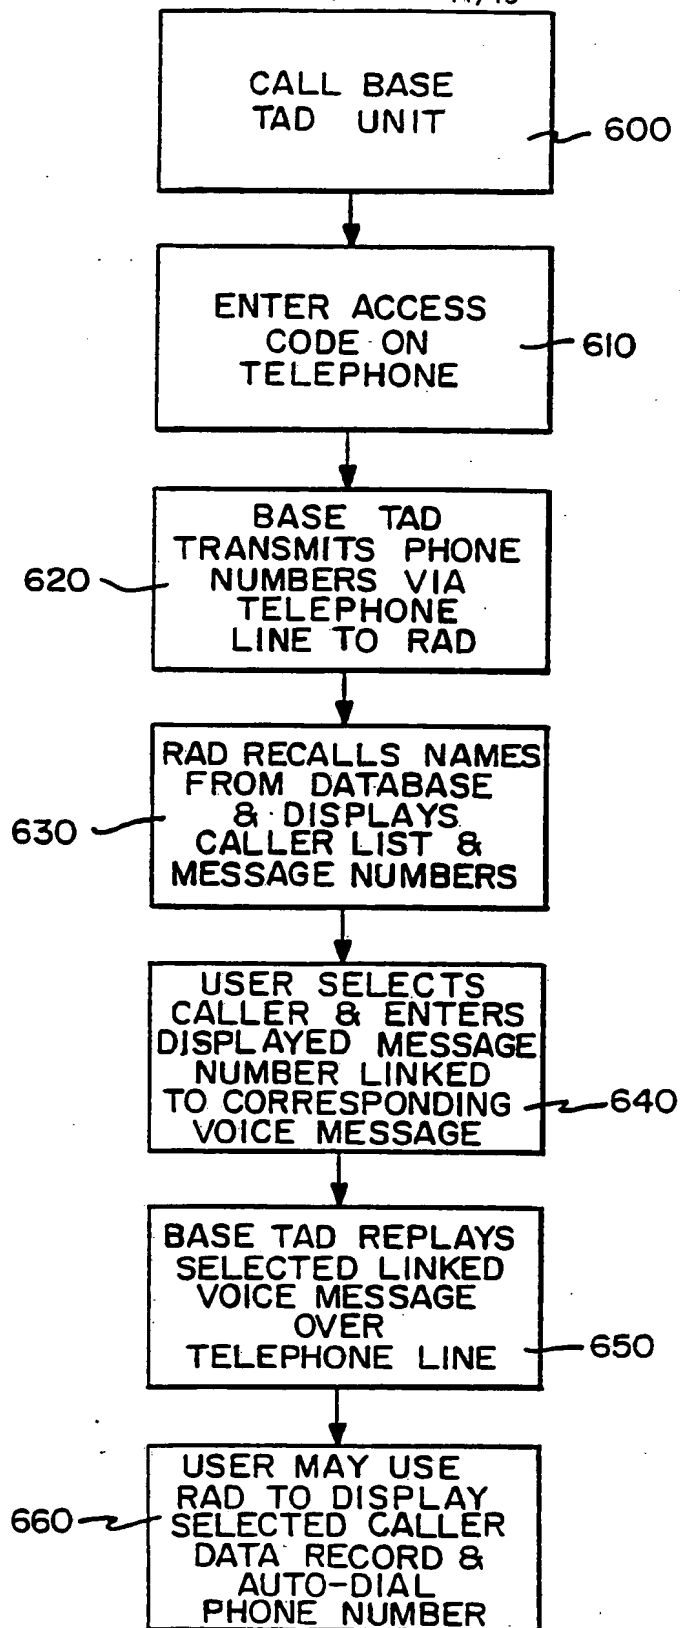 CALL BASE
TAD UNIT
600
ENTER ACCESS
CODE ON
TELEPHONE
610
BASE TAD
TRANSMITS PHONE
NUMBERS VIA
TELEPHONE
LINE TO RAD
620
RAD RECALLS NAMES
FROM DATABASE
& DISPLAYS
CALLER LIST &
MESSAGE NUMBERS
630
USER SELECTS
CALLER & ENTERS
DISPLAYED MESSAGE
NUMBER LINKED
TO CORRESPONDING
VOICE MESSAGE
640
BASE TAD REPLAYS
SELECTED LINKED
VOICE MESSAGE
OVER
TELEPHONE LINE
650
USER MAY USE
RAD TO DISPLAY
SELECTED CALLER
DATA RECORD &
AUTO-DIAL
PHONE NUMBER
660